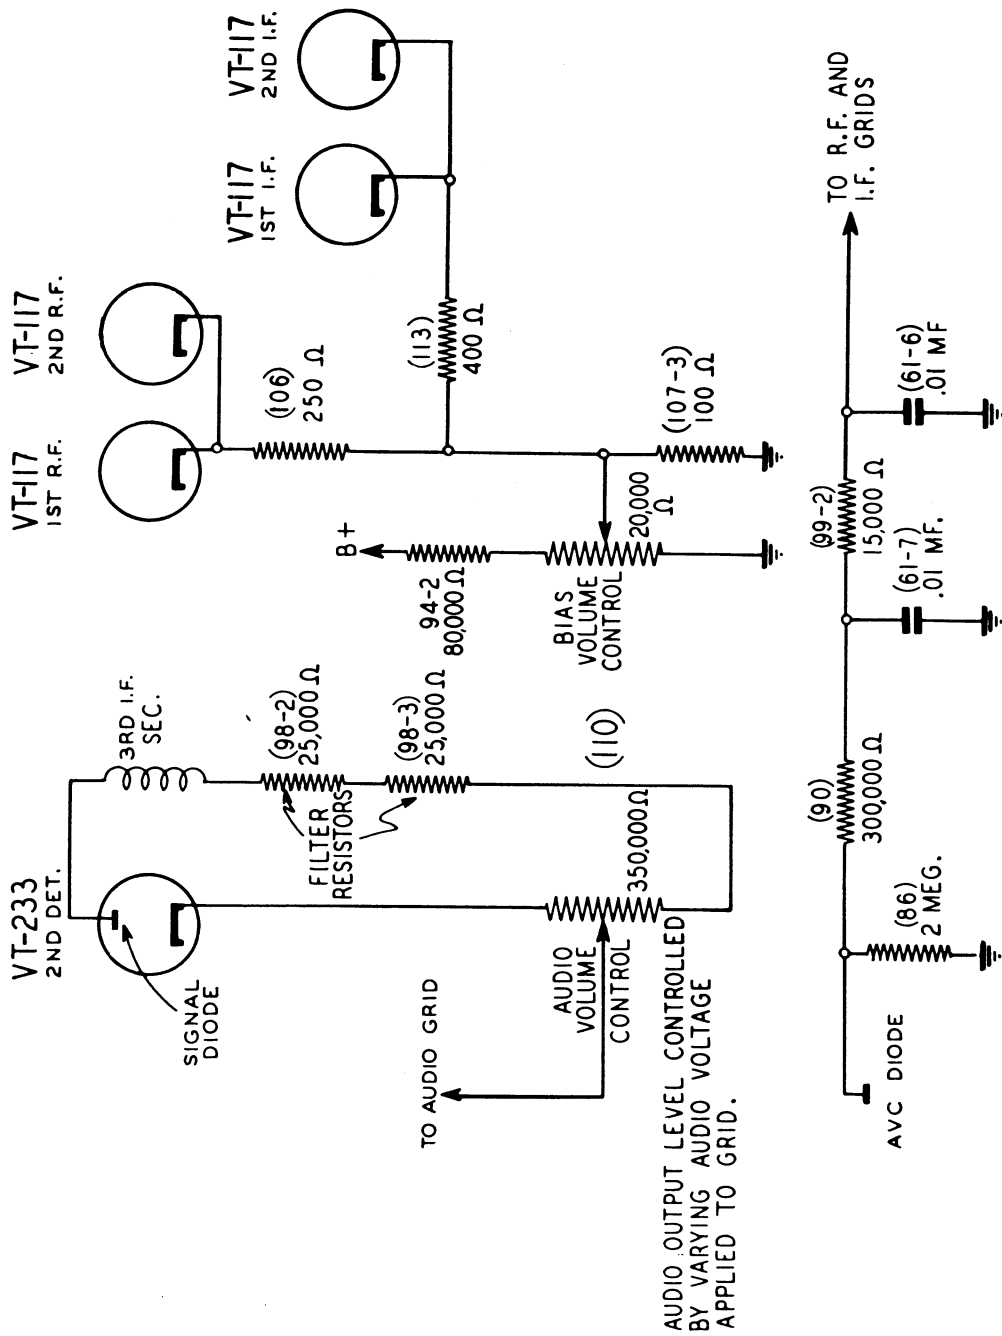 VT-233
2ND DET.
SIGNAL
DIODE
3RD I.F.
SEC.
(98-2)
25,000 Ω
FILTER
RESISTORS
(98-3)
25,000 Ω
TO AUDIO GRID
AUDIO
VOLUME
CONTROL
350,000 Ω
(110)
AUDIO OUTPUT LEVEL CONTROLLED
BY VARYING AUDIO VOLTAGE
APPLIED TO GRID.
VT-117
1ST R.F.
VT-117
2ND R.F.
VT-117
1ST I.F.
VT-117
2ND I.F.
(106)
250 Ω
(113)
400 Ω
B+
94-2
80,000 Ω
BIAS
VOLUME
CONTROL
20,000
Ω
(107-3)
100 Ω
AVC DIODE
(86)
2 MEG.
(90)
300,000 Ω
(61-7)
.01 MF.
(99-2)
15,000 Ω
(61-6)
.01 MF
TO R.F. AND
I.F. GRIDS